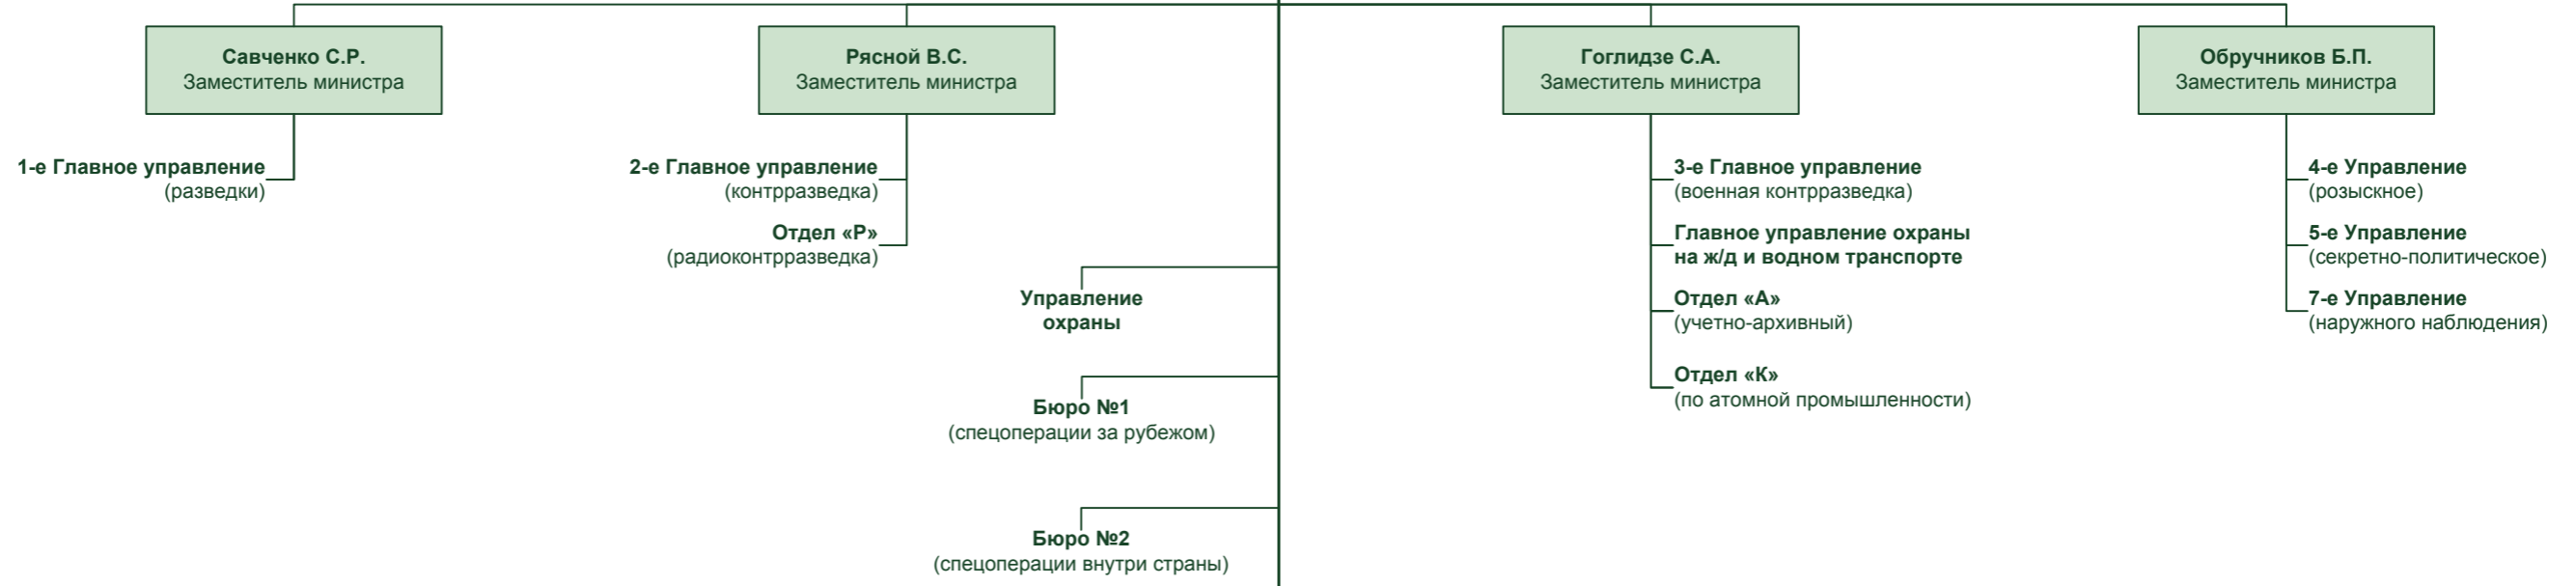 Савченко С.Р.
Заместитель министра
1-е Главное управление
(разведки)
Рясной В.С.
Заместитель министра
2-е Главное управление
(контрразведка)
Отдел «Р»
(радиоконтрразведка)
Управление
охраны
Бюро №1
(спецоперации за рубежом)
Бюро №2
(спецоперации внутри страны)
Гоглидзе С.А.
Заместитель министра
3-е Главное управление
(военная контрразведка)
Главное управление охраны
на ж/д и водном транспорте
Отдел «А»
(учетно-архивный)
Отдел «К»
(по атомной промышленности)
Обручников Б.П.
Заместитель министра
4-е Управление
(розыскное)
5-е Управление
(секретно-политическое)
7-е Управление
(наружного наблюдения)